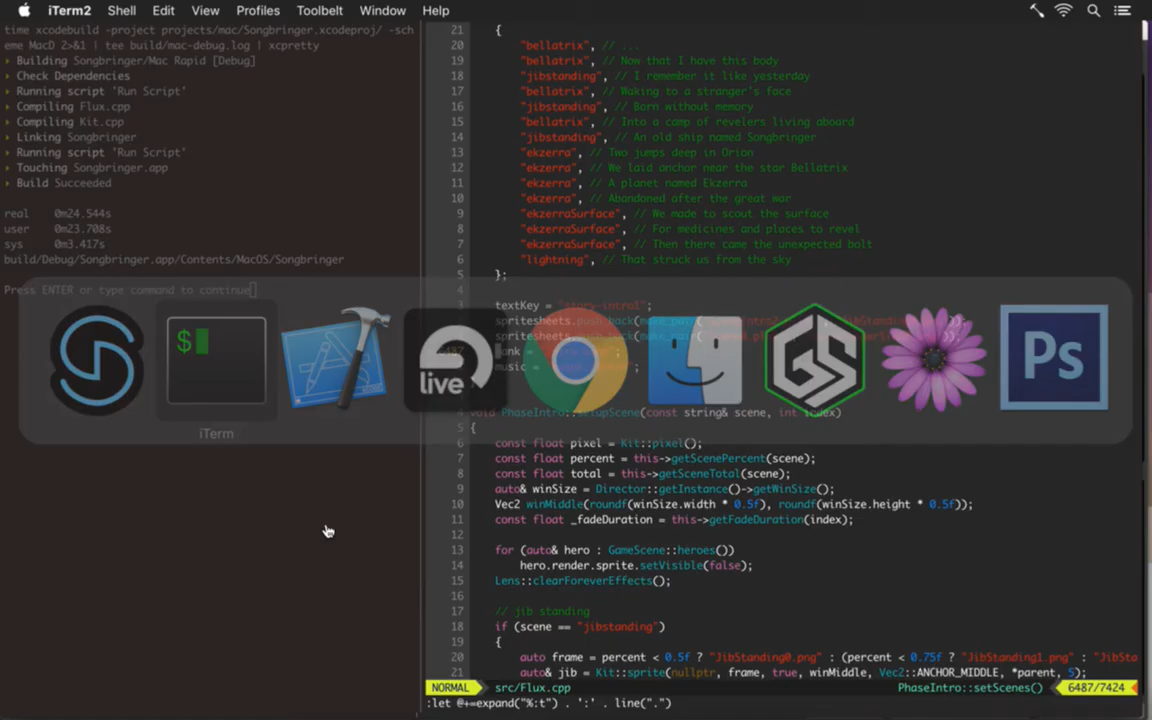 iTerm2 Shell Edit View Profiles Toolbelt Window Help
time xcodebuild -project projects/mac/Songbringer.xcodeproj/ -sch
eme MacD 2>&1 | tee build/mac-debug.log | xcpretty
Building Songbringer/Mac Rapid [Debug]
Check Dependencies
Running script 'Run Script'
Compiling Flux.cpp
Compiling Kit.cpp
Linking Songbringer
Running script 'Run Script'
Touching Songbringer.app
Build Succeeded
real 0m24.544s
user 0m23.708s
sys 0m3.417s
build/Debug/Songbringer.app/Contents/MacOS/Songbringer
Press ENTER or type command to continue
21 {
20 "bellatrix", // ...
19 "bellatrix", // Now that I have this body
18 "jibstanding", // I remember it like yesterday
17 "bellatrix", // Waking to a stranger's face
16 "jibstanding", // Born without memory
15 "bellatrix", // Into a camp of revelers living aboard
14 "jibstanding", // An old ship named Songbringer
13 "ekzerra", // Two jumps deep in Orion
12 "ekzerra", // We laid anchor near the star Bellatrix
11 "ekzerra", // A planet named Ekzerra
10 "ekzerra", // Abandoned after the great war
9 "ekzerraSurface", // We made to scout the surface
8 "ekzerraSurface", // For medicines and places to revel
7 "ekzerraSurface", // Then there came the unexpected bolt
6 "lightning", // That struck us from the sky
5 };
4
3 textKey = "story-intro1";
$
live
GS
Ps
iTerm
4 void PhaseIntro::setupScene(const string& scene, int index)
5 {
6 const float pixel = Kit::pixel();
7 const float percent = this->getScenePercent(scene);
8 const float total = this->getSceneTotal(scene);
9 auto& winSize = Director::getInstance()->getWinSize();
10 Vec2 winMiddle(roundf(winSize.width * 0.5f), roundf(winSize.height * 0.5f));
11 const float _fadeDuration = this->getFadeDuration(index);
12
13 for (auto& hero : GameScene::heroes())
14 hero.render.sprite.setVisible(false);
15 Lens::clearForeverEffects();
16
17 // jib standing
18 if (scene == "jibstanding")
19 {
20 auto frame = percent < 0.5f ? "JibStanding0.png" : (percent < 0.75f ? "JibStanding1.png" : "JibSta
21 auto& jib = Kit::sprite(nullptr, frame, true, winMiddle, Vec2::ANCHOR_MIDDLE, *parent, 5);
NORMAL src/Flux.cpp PhaseIntro::setScenes() 6487/7424
:let @+=expand("%:t") . ':' . line(".")